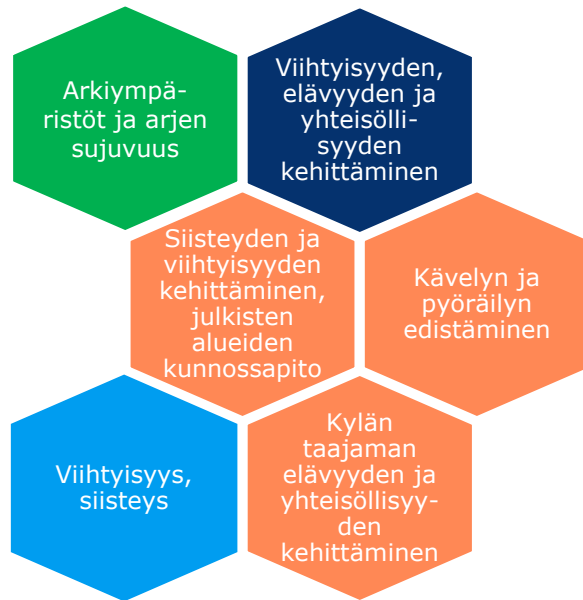 Arkiympä-
ristöt ja arjen
sujuvuus
Viihtyisyyden,
elävyyden ja
yhteisölli-
syyden
kehittäminen
Siisteyden ja
viihtyisyyden
kehittäminen,
julkisten
alueiden
kunnossapito
Kävelyn ja
pyöräilyn
edistäminen
Viihtyisyys,
siisteys
Kylän
taajaman
elävyyden ja
yhteisöllisyy-
den
kehittäminen